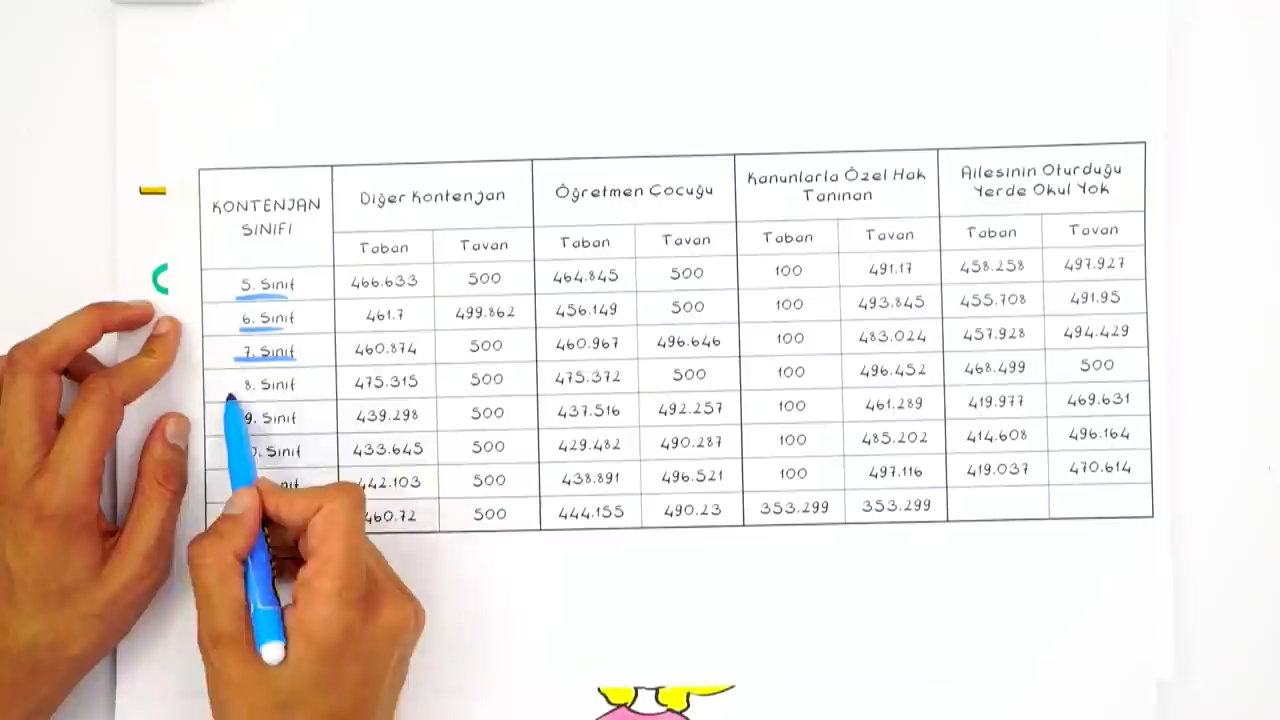 KONTENJAN SINIFI
Diğer Kontenjan
Öğretmen Çocuğu
Kanunlarla Özel Hak Tanınan
Ailesinin Oturduğu Yerde Okul Yok
Taban Tavan Taban Tavan Taban Tavan Taban Tavan
5. Sınıf 466.633 500 464.845 500 100 491.17 458.258 497.927
6. Sınıf 461.7 499.862 456.149 500 100 493.845 455.708 491.95
7. Sınıf 460.874 500 460.967 496.646 100 483.024 457.928 494.429
8. Sınıf 475.315 500 475.372 500 100 496.452 468.499 500
9. Sınıf 439.298 500 437.516 492.257 100 461.289 419.977 469.631
Sınıf 433.645 500 429.482 490.287 100 485.202 414.608 496.164
442.103 500 438.891 496.521 100 497.116 419.037 470.614
460.72 500 444.155 490.23 353.299 353.299